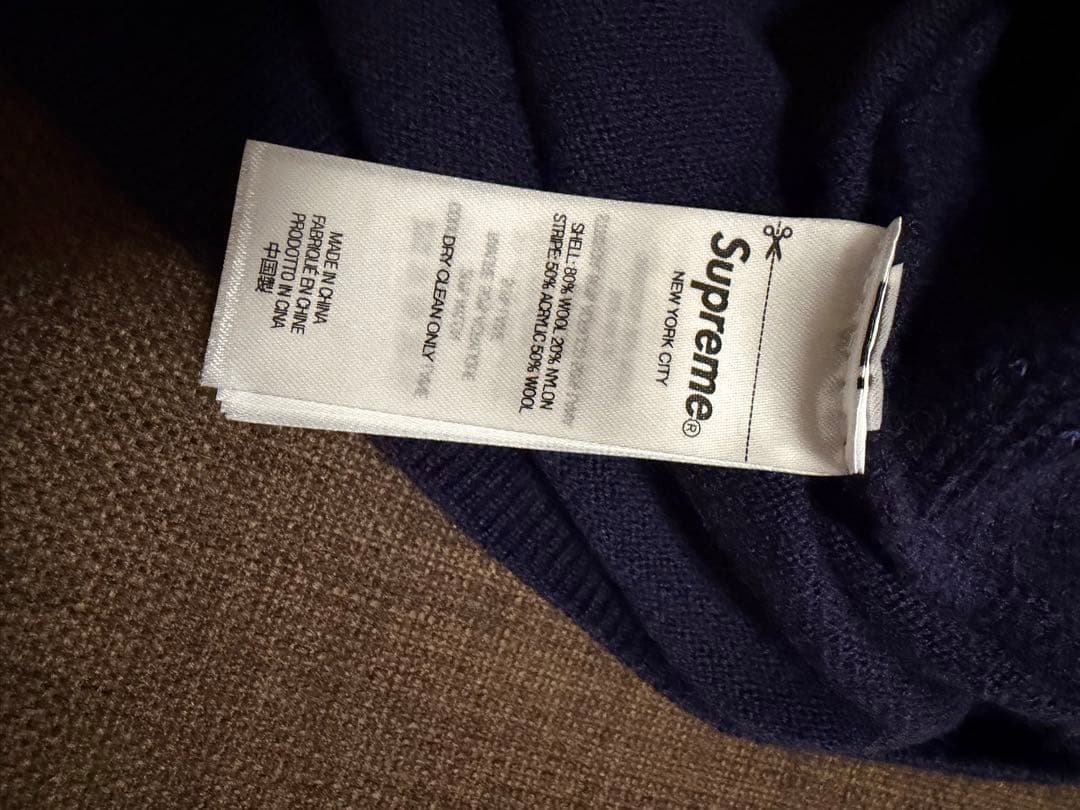 Supreme®
NEW YORK CITY
SHELL: 80% WOOL 20% NYLON
STRIPE: 50% ACRYLIC 50% WOOL
DRY CLEAN ONLY
MADE IN CHINA
FABRIQUÉ EN CHINE
PRODOTTO IN CINA
中国製